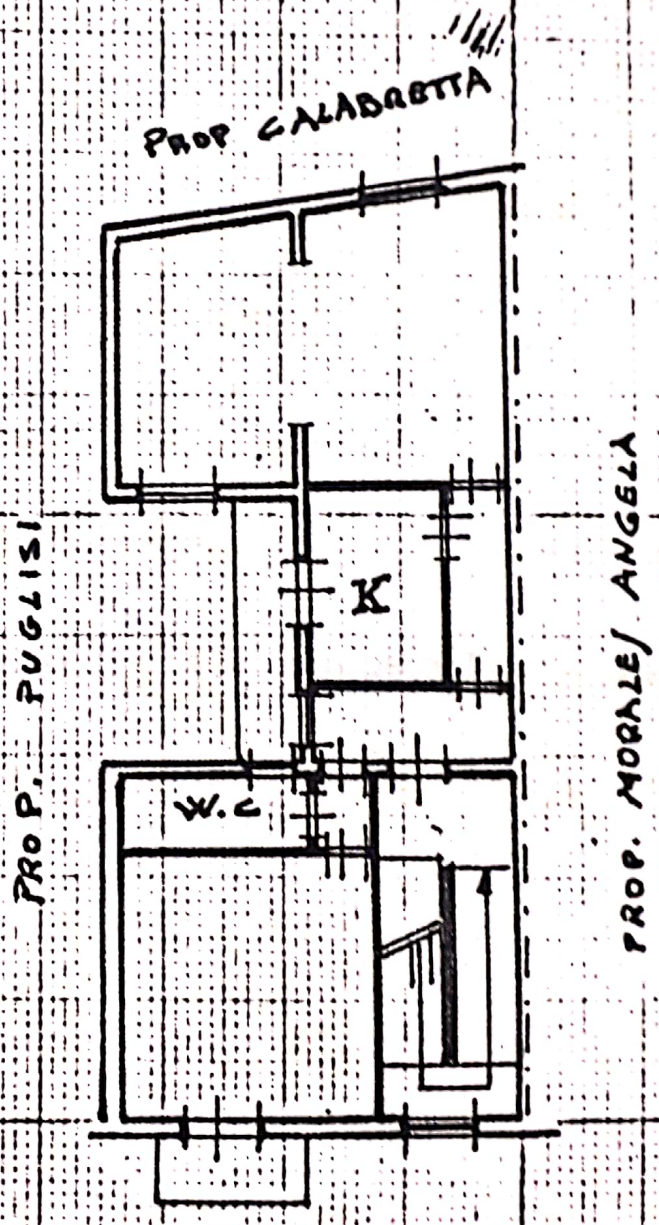 PROP CALABRETTA
PROP. PUGLISI
K
PROP. MORALE/ ANGELA
W.C